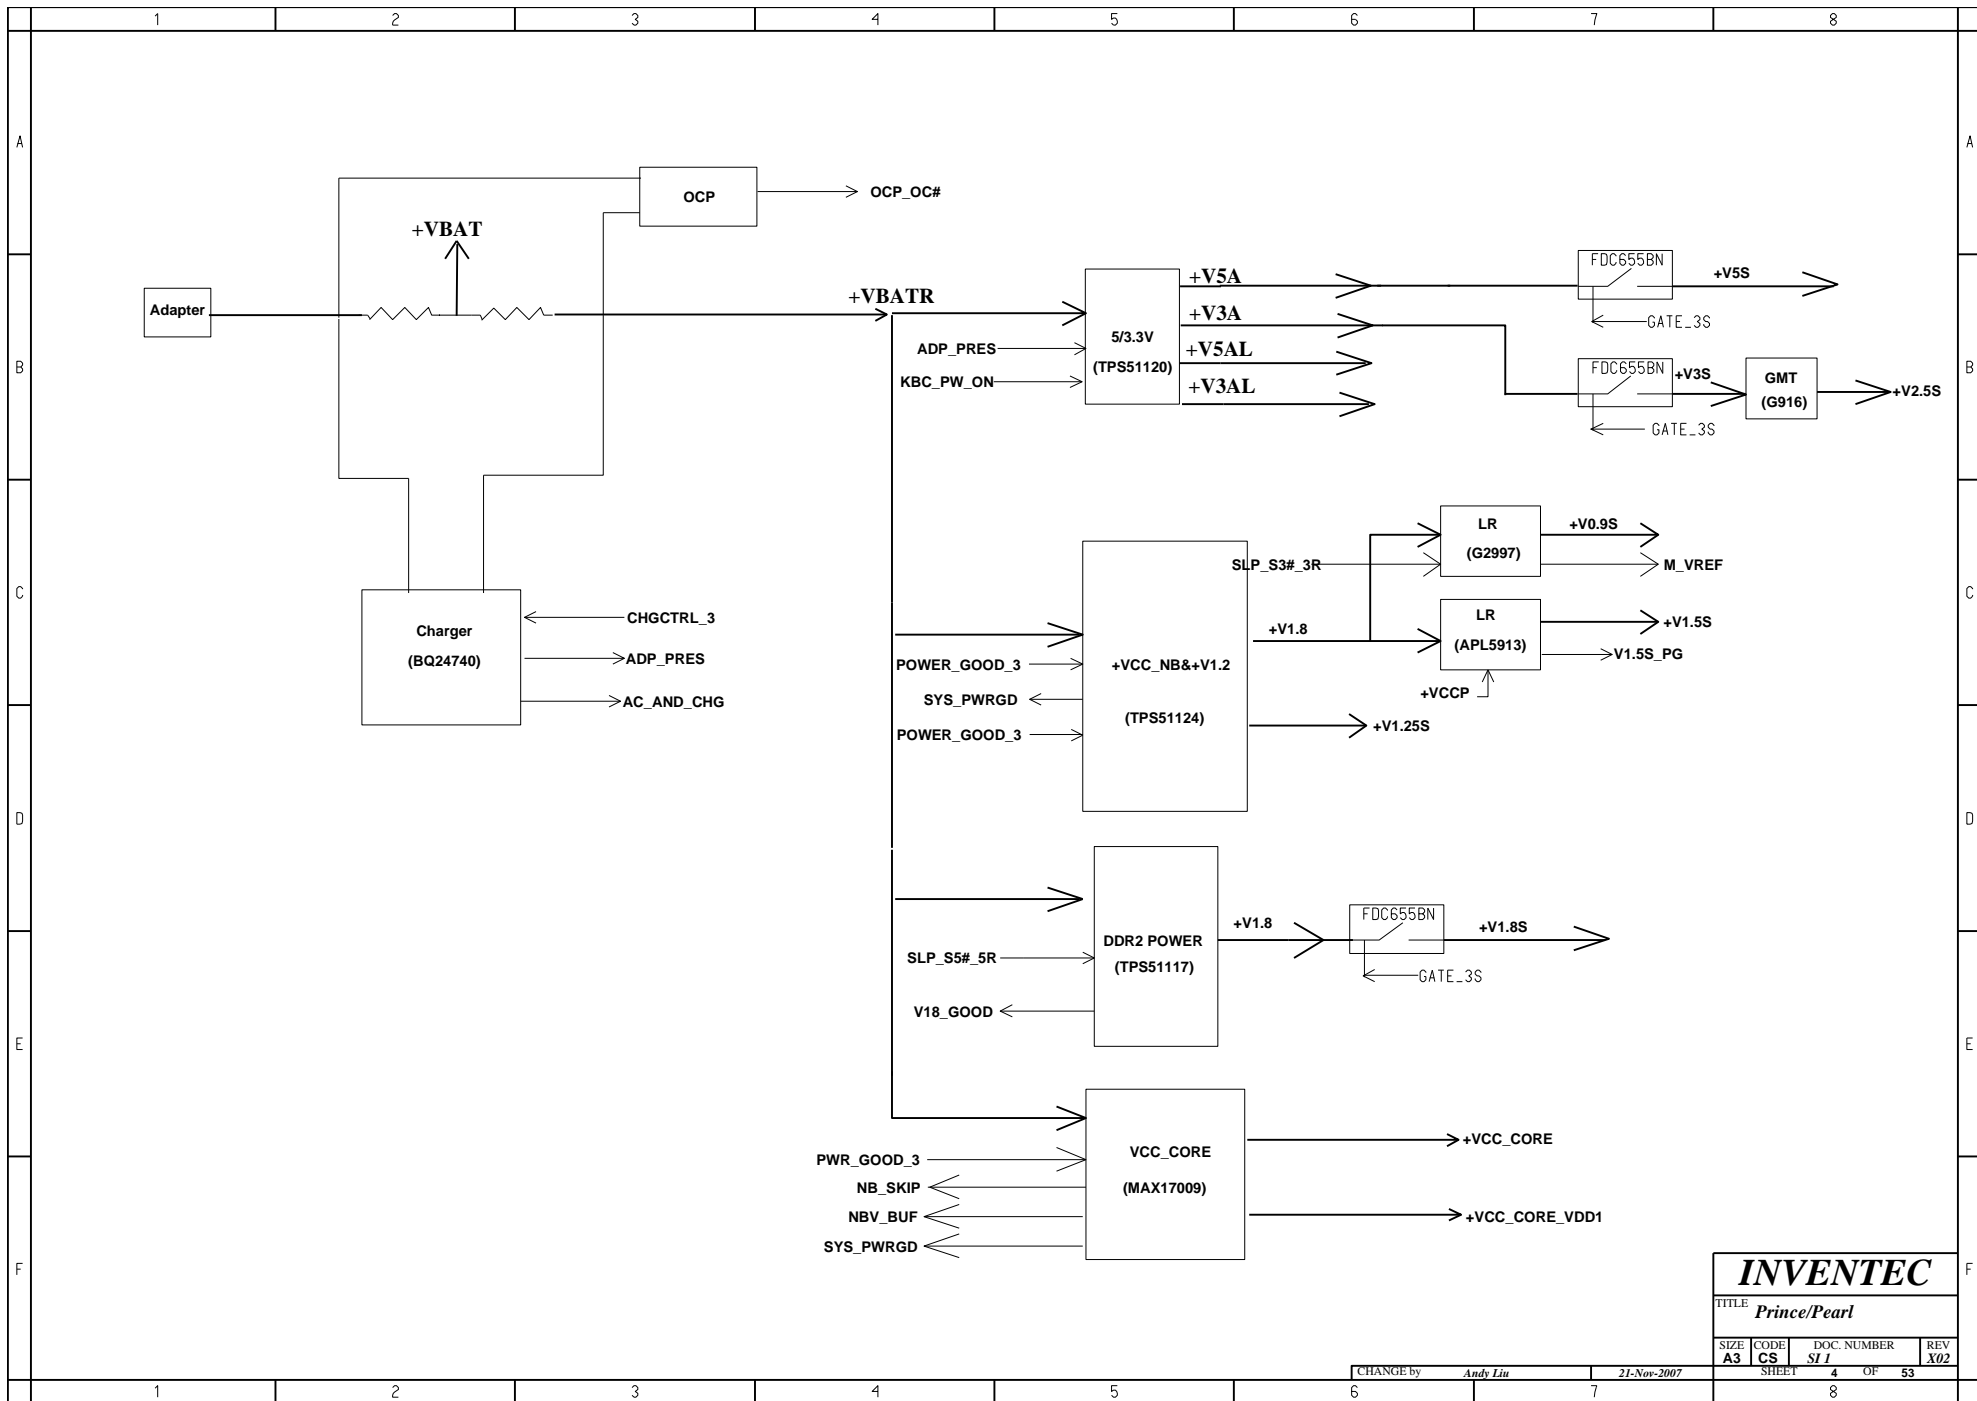 1 2 3 4 5 6 7 8
A A
OCP
OCP_OC#
+VBAT
Adapter
+VBATR
ADP_PRES
KBC_PW_ON
5/3.3V
(TPS51120)
+V5A
+V3A
+V5AL
+V3AL
FDC655BN
+V5S
GATE_3S
FDC655BN
+V3S
GATE_3S
GMT
(G916)
+V2.5S
B B
Charger
(BQ24740)
CHGCTRL_3
ADP_PRES
AC_AND_CHG
C C
POWER_GOOD_3
SYS_PWRGD
POWER_GOOD_3
+VCC_NB&+V1.2
(TPS51124)
SLP_S3#_3R
+V1.8
+V1.25S
LR
(G2997)
+V0.9S
M_VREF
LR
(APL5913)
+V1.5S
V1.5S_PG
+VCCP
D D
SLP_S5#_5R
V18_GOOD
DDR2 POWER
(TPS51117)
+V1.8
FDC655BN
+V1.8S
GATE_3S
E E
PWR_GOOD_3
NB_SKIP
NBV_BUF
SYS_PWRGD
VCC_CORE
(MAX17009)
+VCC_CORE
+VCC_CORE_VDD1
F F
INVENTEC
TITLE Prince/Pearl
SIZE CODE DOC. NUMBER REV
A3 CS SI 1 X02
CHANGE by Andy Liu 21-Nov-2007 SHEET 4 OF 53
1 2 3 4 5 6 7 8